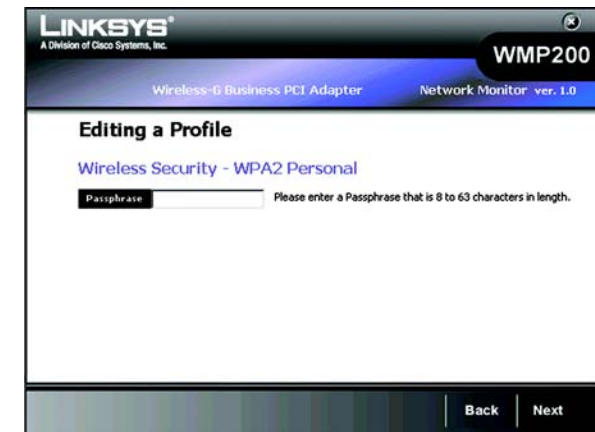 LINKSYS®
A Division of Cisco Systems, Inc.
WMP200
Wireless-G Business PCI Adapter Network Monitor ver. 1.0
Editing a Profile
Wireless Security - WPA2 Personal
Passphrase Please enter a Passphrase that is 8 to 63 characters in length.
Back Next